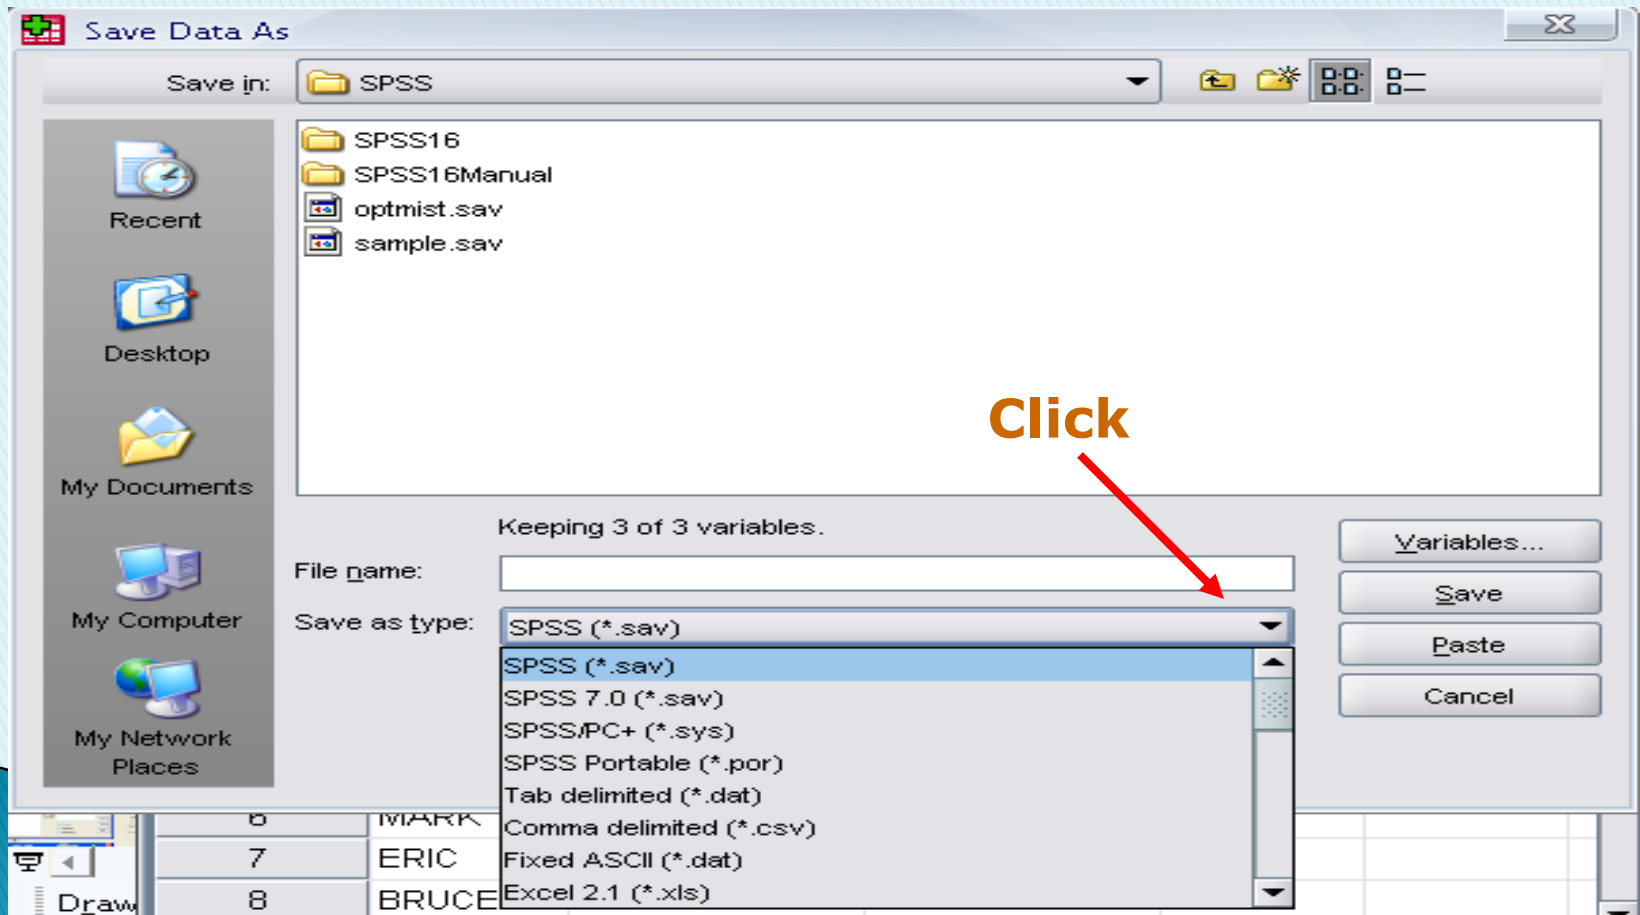 Save Data As
Save in:
SPSS
SPSS16
SPSS16Manual
optmist.sav
sample.sav
Recent
Desktop
My Documents
My Computer
My Network
Places
Click
Keeping 3 of 3 variables.
File name:
Save as type:
SPSS (*.sav)
SPSS (*.sav)
SPSS 7.0 (*.sav)
SPSS/PC+ (*.sys)
SPSS Portable (*.por)
Tab delimited (*.dat)
Comma delimited (*.csv)
Fixed ASCII (*.dat)
Excel 2.1 (*.xls)
Variables...
Save
Paste
Cancel
6 MARK
7 ERIC
8 BRUCE
Draw